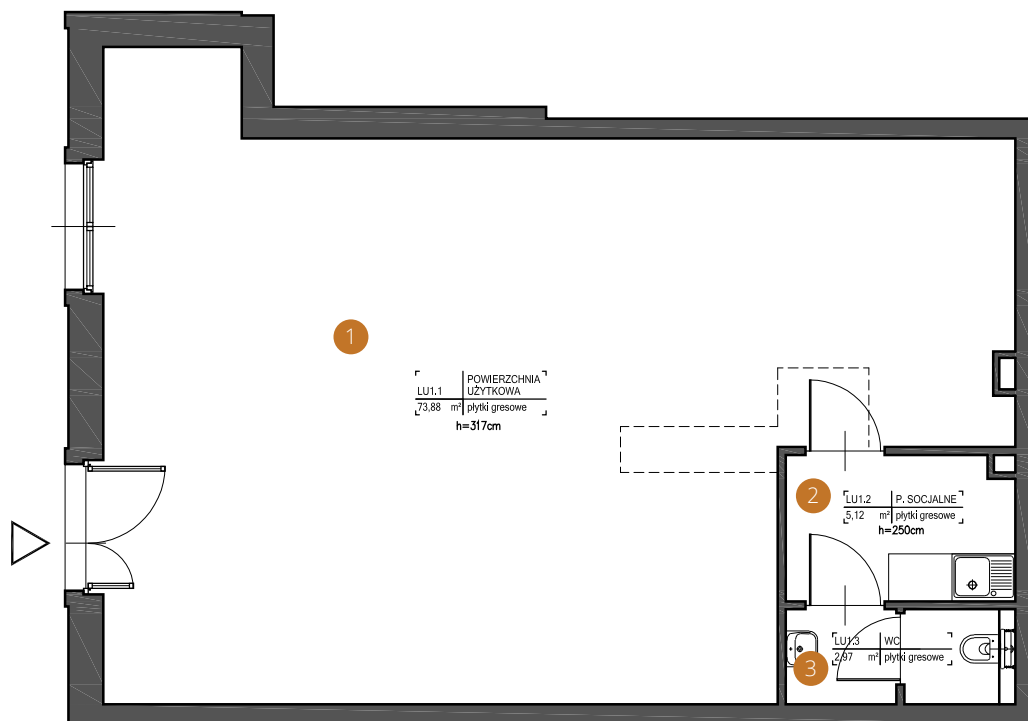 1
POWIERZCHNIA
LU1.1 UŻYTKOWA
73,88 m² płytki gresowe
h=317cm
2
LU1.2 P. SOCJALNE
5,12 m² płytki gresowe
h=250cm
LU1.3 WC
3
2,97 m² płytki gresowe